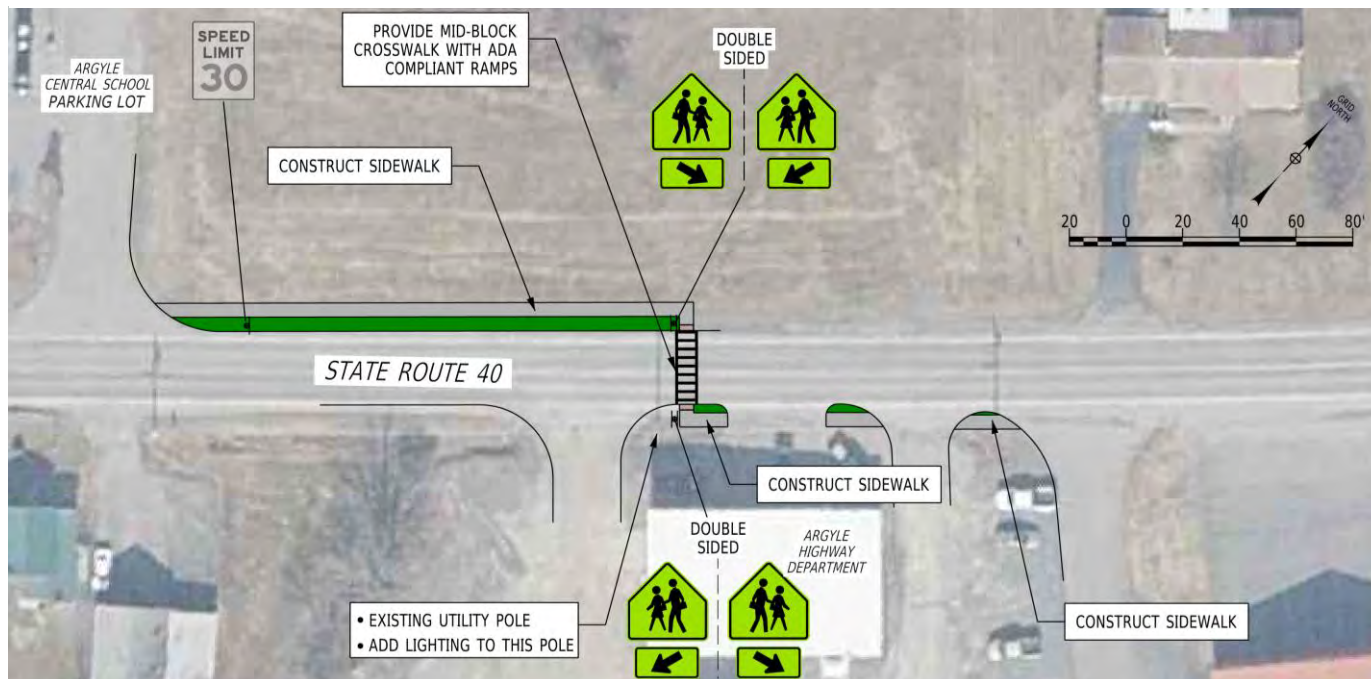 ARGYLE
CENTRAL SCHOOL
PARKING LOT
SPEED
LIMIT
30
PROVIDE MID-BLOCK
CROSSWALK WITH ADA
COMPLIANT RAMPS
DOUBLE
SIDED
CONSTRUCT SIDEWALK
GRID
NORTH
20 0 20 40 60 80'
STATE ROUTE 40
CONSTRUCT SIDEWALK
DOUBLE
SIDED
ARGYLE
HIGHWAY
DEPARTMENT
• EXISTING UTILITY POLE
• ADD LIGHTING TO THIS POLE
CONSTRUCT SIDEWALK